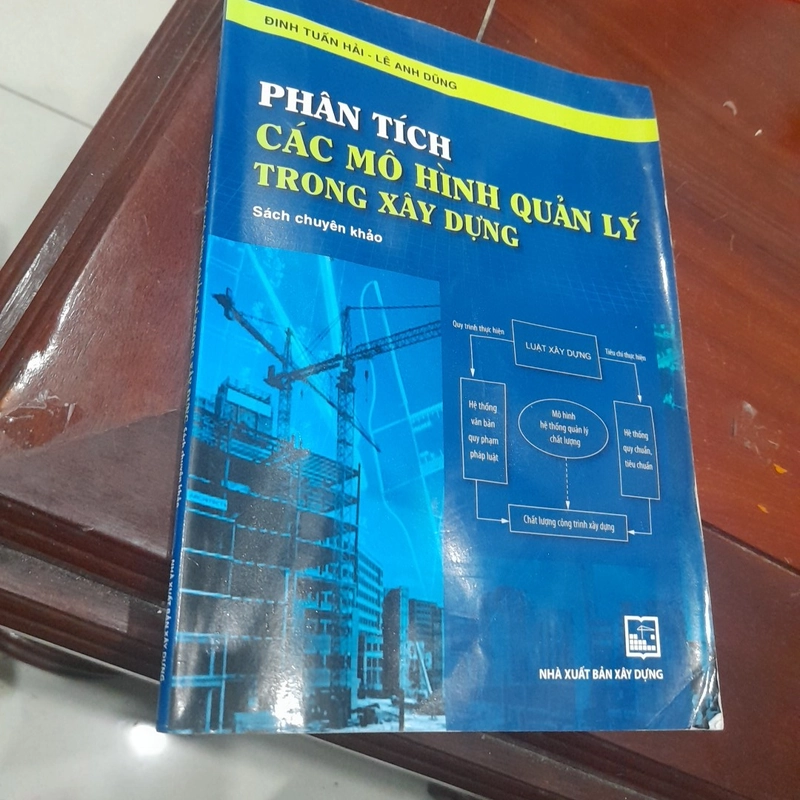 ĐINH TUẤN HẢI - LÊ ANH DŨNG
PHÂN TÍCH
CÁC MÔ HÌNH QUẢN LÝ
TRONG XÂY DỰNG
Sách chuyên khảo
Quy trình thực hiện
LUẬT XÂY DỰNG
Tiêu chí thực hiện
Hệ thống
văn bản
quy phạm
pháp luật
Mô hình
hệ thống quản lý
chất lượng
Hệ thống
quy chuẩn,
tiêu chuẩn
Chất lượng công trình xây dựng
NHÀ XUẤT BẢN XÂY DỰNG